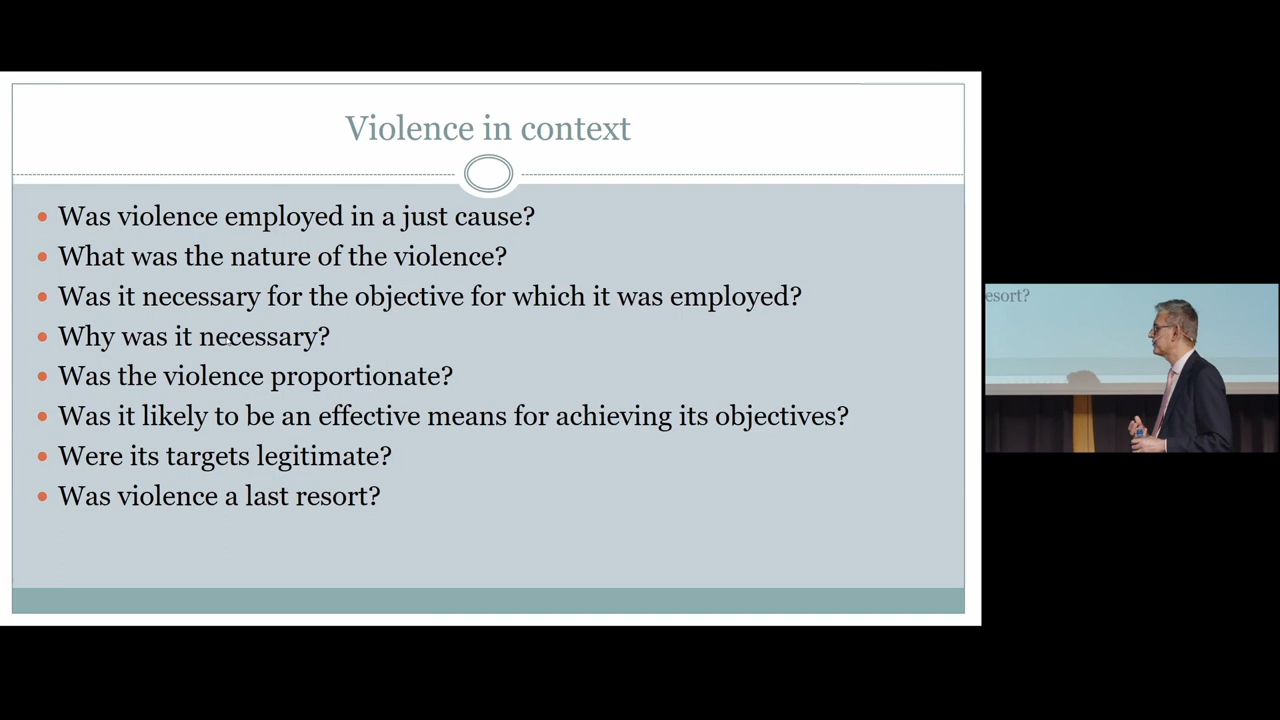 Violence in context
Was violence employed in a just cause?
What was the nature of the violence?
Was it necessary for the objective for which it was employed?
Why was it necessary?
Was the violence proportionate?
Was it likely to be an effective means for achieving its objectives?
Were its targets legitimate?
Was violence a last resort?
esort?